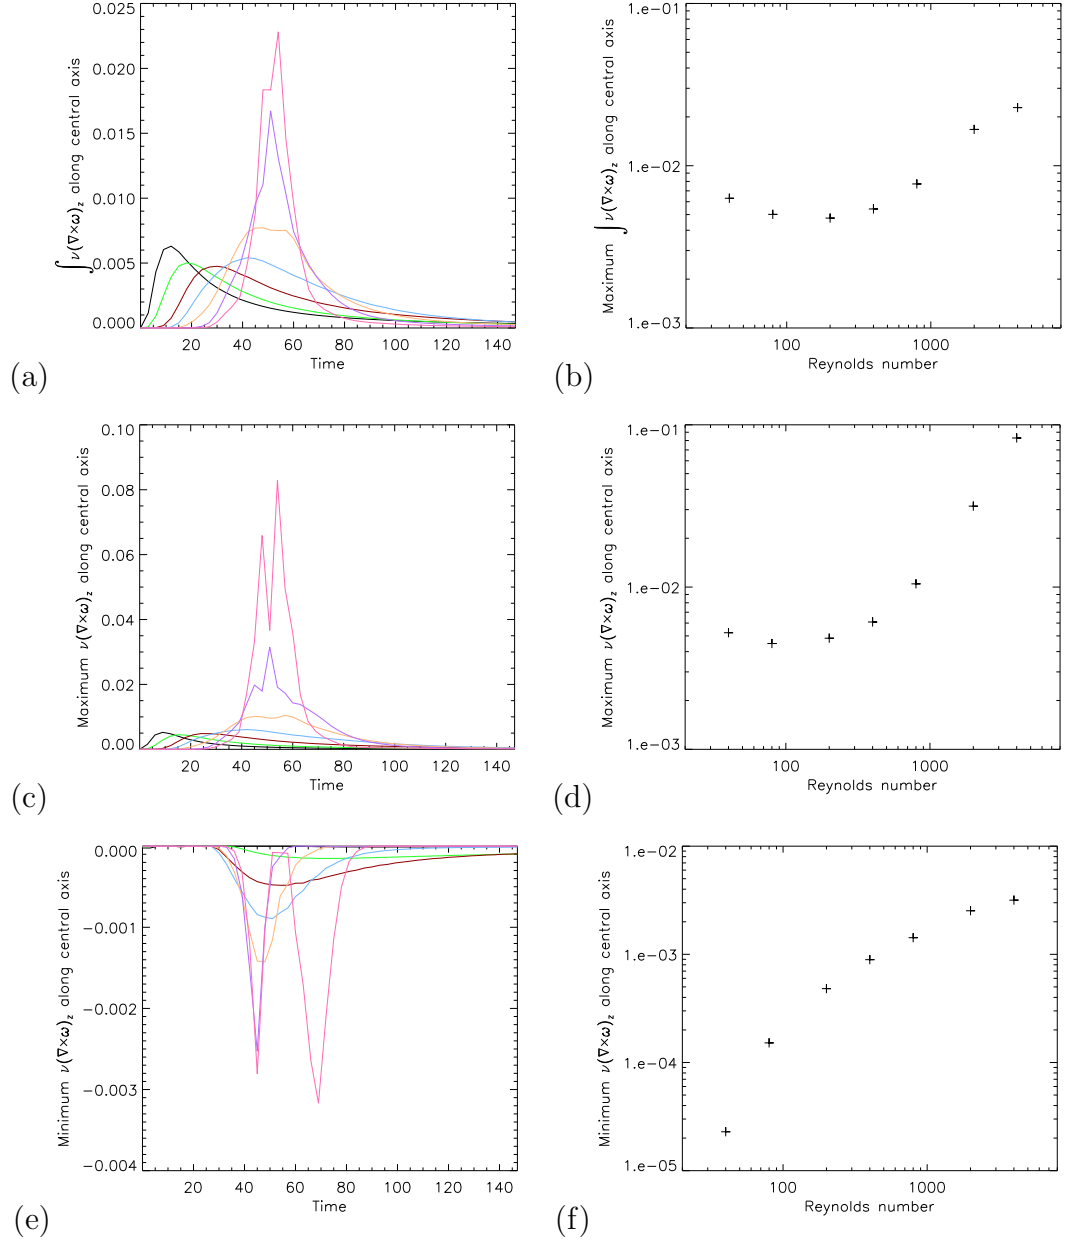 0.025
0.020
0.015
0.010
0.005
0.000
∫ν(∇×ω)z along central axis
20 40 60 80 100 120 140
Time
(a)
1.e−01
1.e−02
1.e−03
Maximum ∫ν(∇×ω)z along central axis
100 1000
Reynolds number
(b)
0.10
0.08
0.06
0.04
0.02
0.00
Maximum ν(∇×ω)z along central axis
20 40 60 80 100 120 140
Time
(c)
1.e−01
1.e−02
1.e−03
Maximum ν(∇×ω)z along central axis
100 1000
Reynolds number
(d)
0.000
−0.001
−0.002
−0.003
−0.004
Minimum ν(∇×ω)z along central axis
20 40 60 80 100 120 140
Time
(e)
1.e−02
1.e−03
1.e−04
1.e−05
Minimum ν(∇×ω)z along central axis
100 1000
Reynolds number
(f)